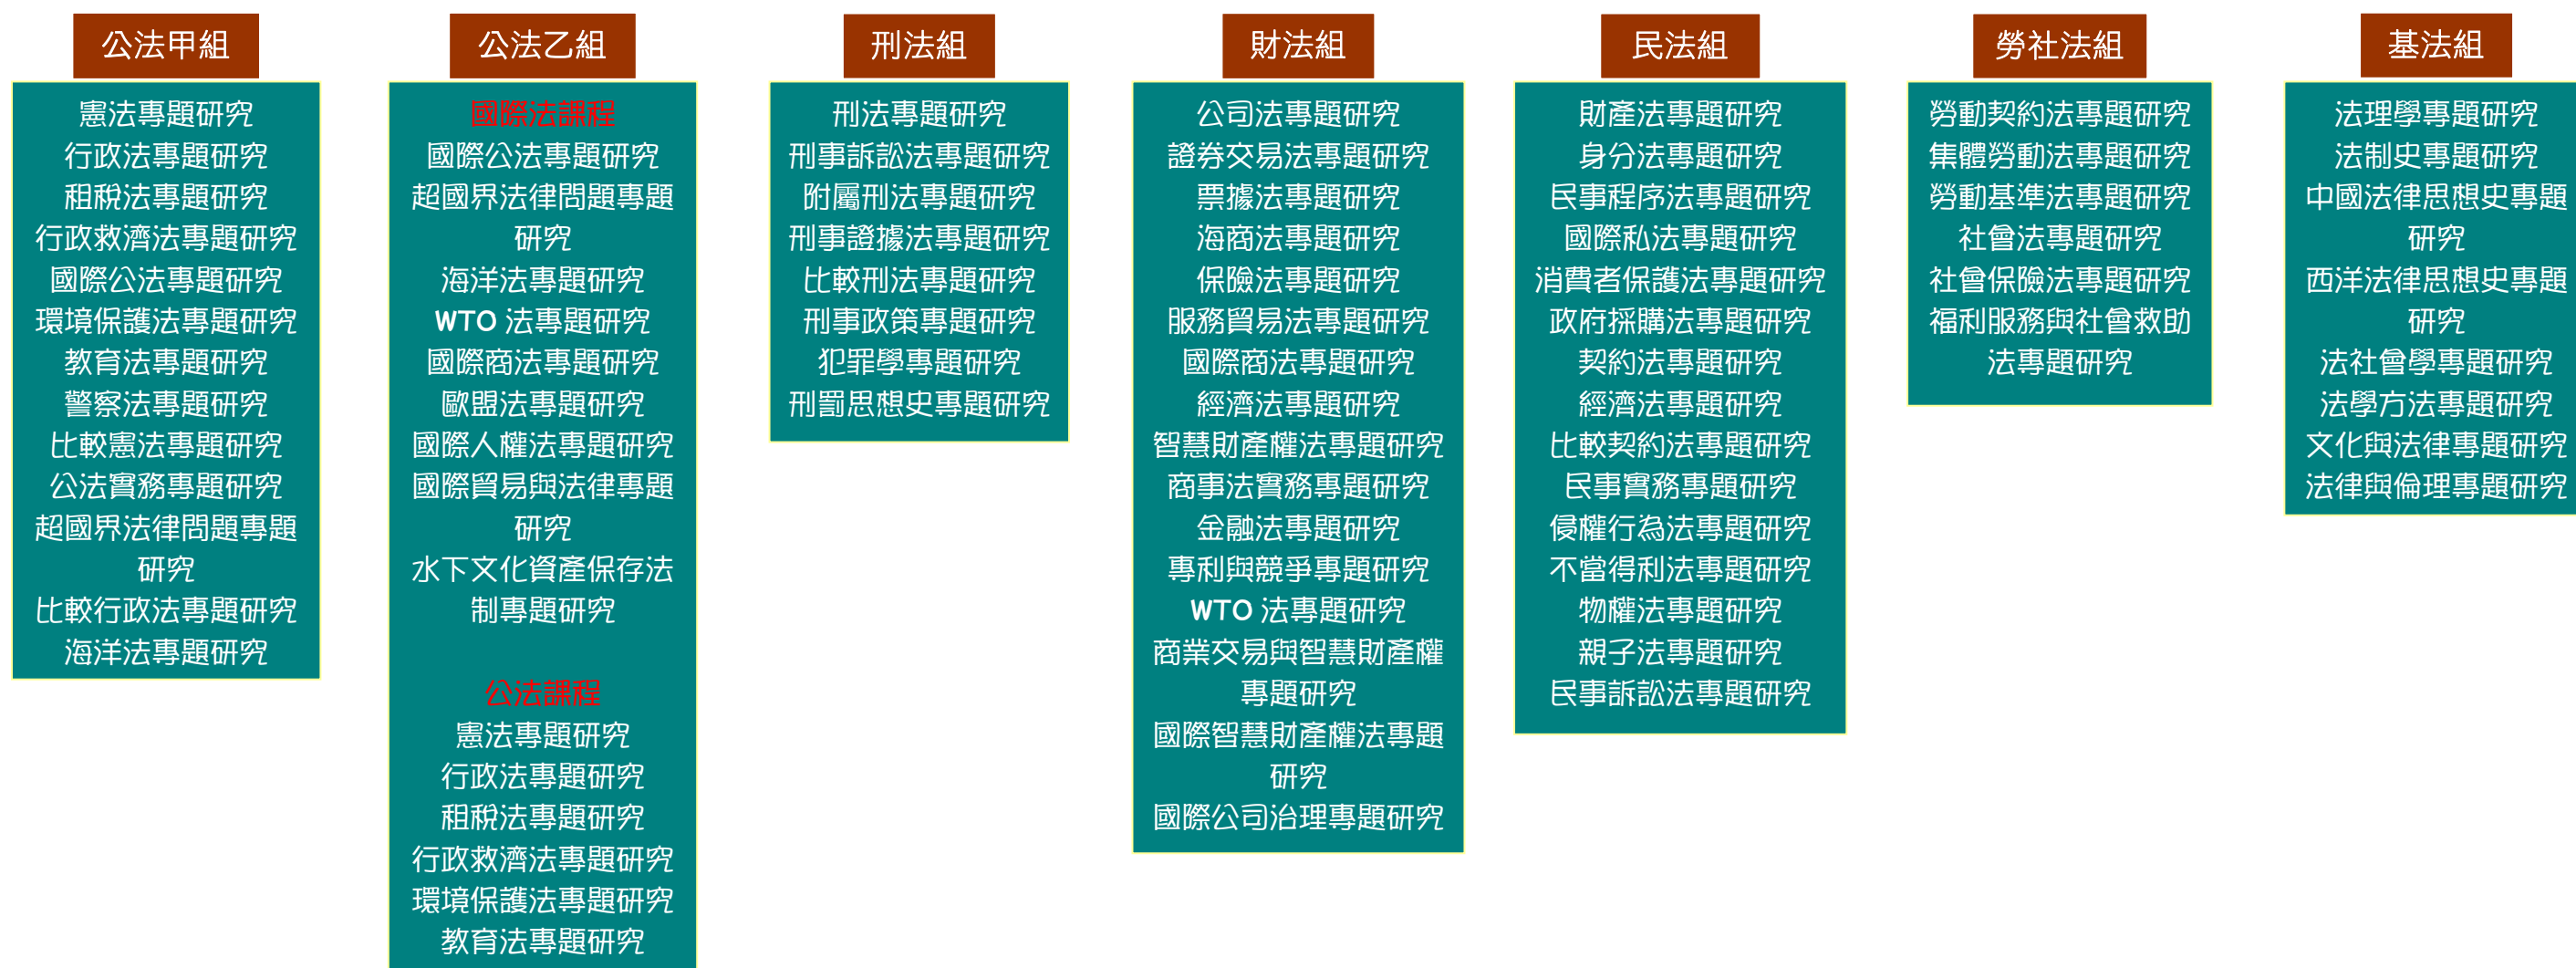 公法甲組
憲法專題研究
行政法專題研究
租稅法專題研究
行政救濟法專題研究
國際公法專題研究
環境保護法專題研究
教育法專題研究
警察法專題研究
比較憲法專題研究
公法實務專題研究
超國界法律問題專題
研究
比較行政法專題研究
海洋法專題研究
公法乙組
國際法課程
國際公法專題研究
超國界法律問題專題
研究
海洋法專題研究
WTO 法專題研究
國際商法專題研究
歐盟法專題研究
國際人權法專題研究
國際貿易與法律專題
研究
水下文化資產保存法
制專題研究
公法課程
憲法專題研究
行政法專題研究
租稅法專題研究
行政救濟法專題研究
環境保護法專題研究
教育法專題研究
刑法組
刑法專題研究
刑事訴訟法專題研究
附屬刑法專題研究
刑事證據法專題研究
比較刑法專題研究
刑事政策專題研究
犯罪學專題研究
刑罰思想史專題研究
財法組
公司法專題研究
證券交易法專題研究
票據法專題研究
海商法專題研究
保險法專題研究
服務貿易法專題研究
國際商法專題研究
經濟法專題研究
智慧財產權法專題研究
商事法實務專題研究
金融法專題研究
專利與競爭專題研究
WTO 法專題研究
商業交易與智慧財產權
專題研究
國際智慧財產權法專題
研究
國際公司治理專題研究
民法組
財產法專題研究
身分法專題研究
民事程序法專題研究
國際私法專題研究
消費者保護法專題研究
政府採購法專題研究
契約法專題研究
經濟法專題研究
比較契約法專題研究
民事實務專題研究
侵權行為法專題研究
不當得利法專題研究
物權法專題研究
親子法專題研究
民事訴訟法專題研究
勞社法組
勞動契約法專題研究
集體勞動法專題研究
勞動基準法專題研究
社會法專題研究
社會保險法專題研究
福利服務與社會救助
法專題研究
基法組
法理學專題研究
法制史專題研究
中國法律思想史專題
研究
西洋法律思想史專題
研究
法社會學專題研究
法學方法專題研究
文化與法律專題研究
法律與倫理專題研究